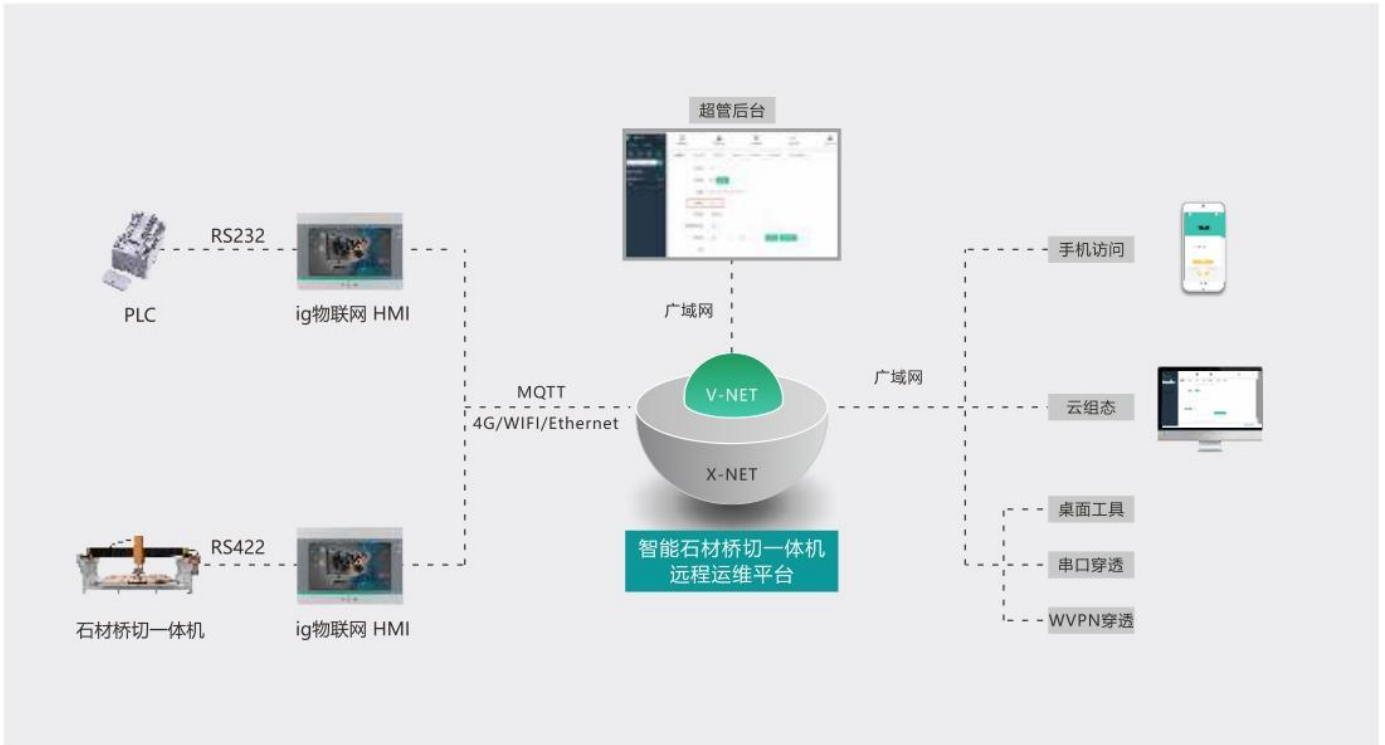 超管后台
RS232
PLC
ig物联网 HMI
广域网
MQTT
4G/WIFI/Ethernet
V-NET
X-NET
广域网
手机访问
云组态
桌面工具
串口穿透
WVPN穿透
RS422
石材桥切一体机
ig物联网 HMI
智能石材桥切一体机
远程运维平台